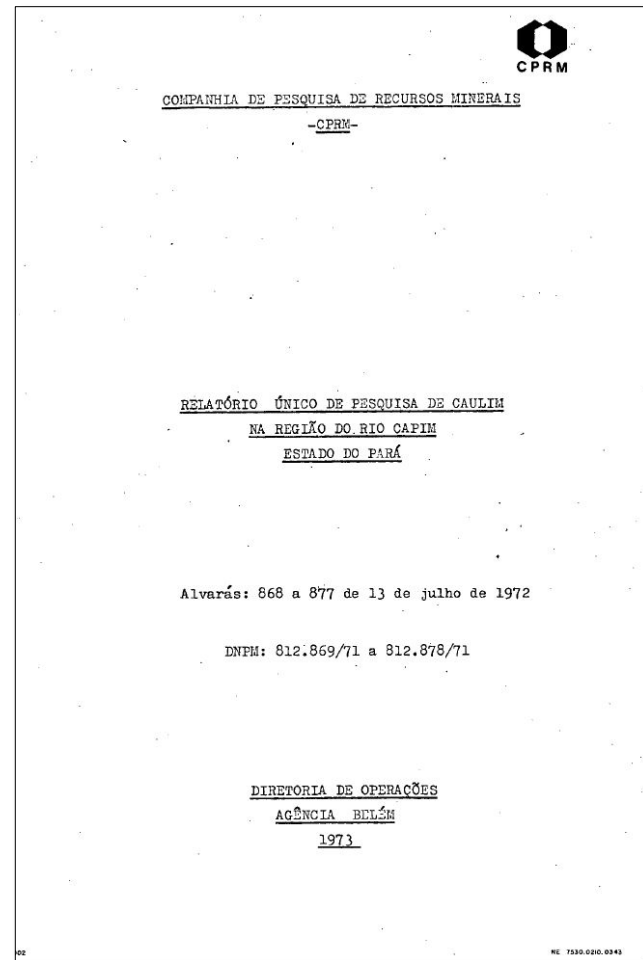 CPRM
COMPANHIA DE PESQUISA DE RECURSOS MINERAIS
-CPRM-
RELATÓRIO ÚNICO DE PESQUISA DE CAULIM
NA REGIÃO DO RIO CAPIM
ESTADO DO PARÁ
Alvarás: 868 a 877 de 13 de julho de 1972
DNPM: 812.869/71 a 812.878/71
DIRETORIA DE OPERAÇÕES
AGÊNCIA BELÉM
1973
002
ME 7530.0210.0343